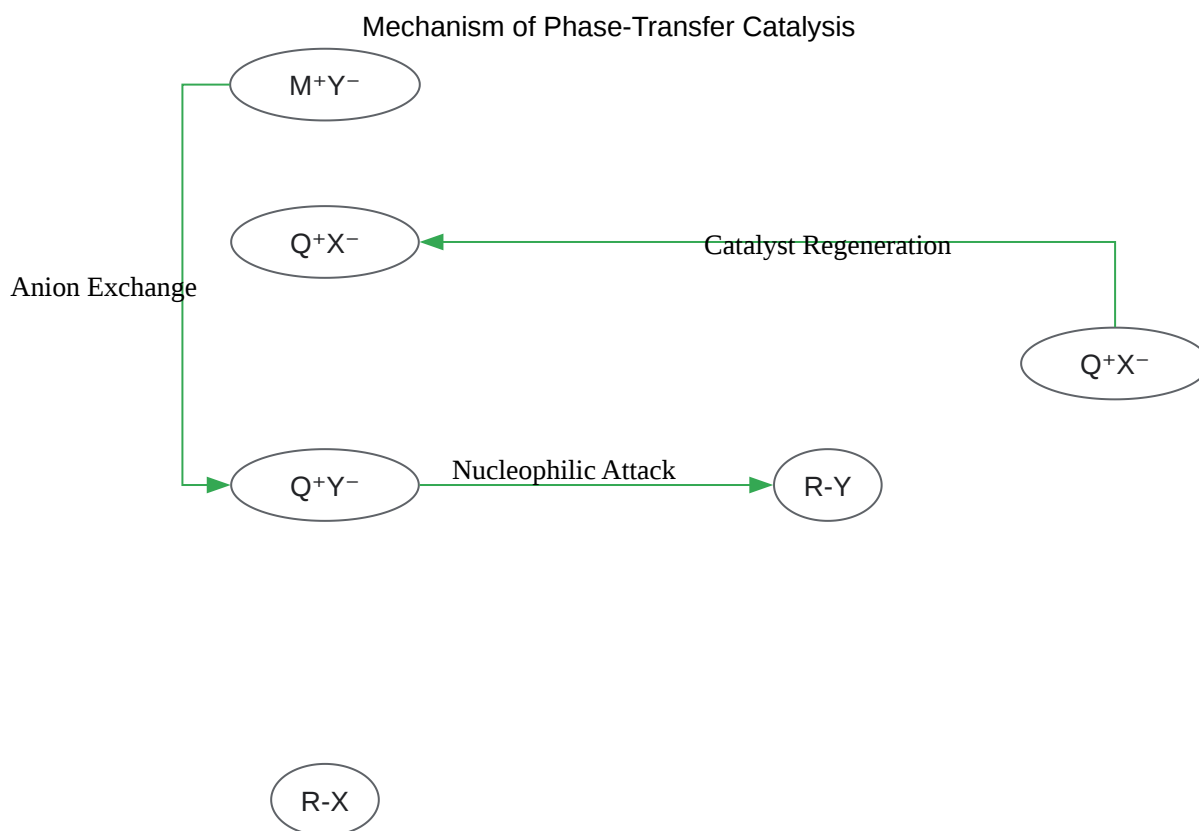 Mechanism of Phase-Transfer Catalysis
M⁺Y⁻
Q⁺X⁻
Catalyst Regeneration
Anion Exchange
Q⁺X⁻
Q⁺Y⁻
Nucleophilic Attack
R-Y
R-X